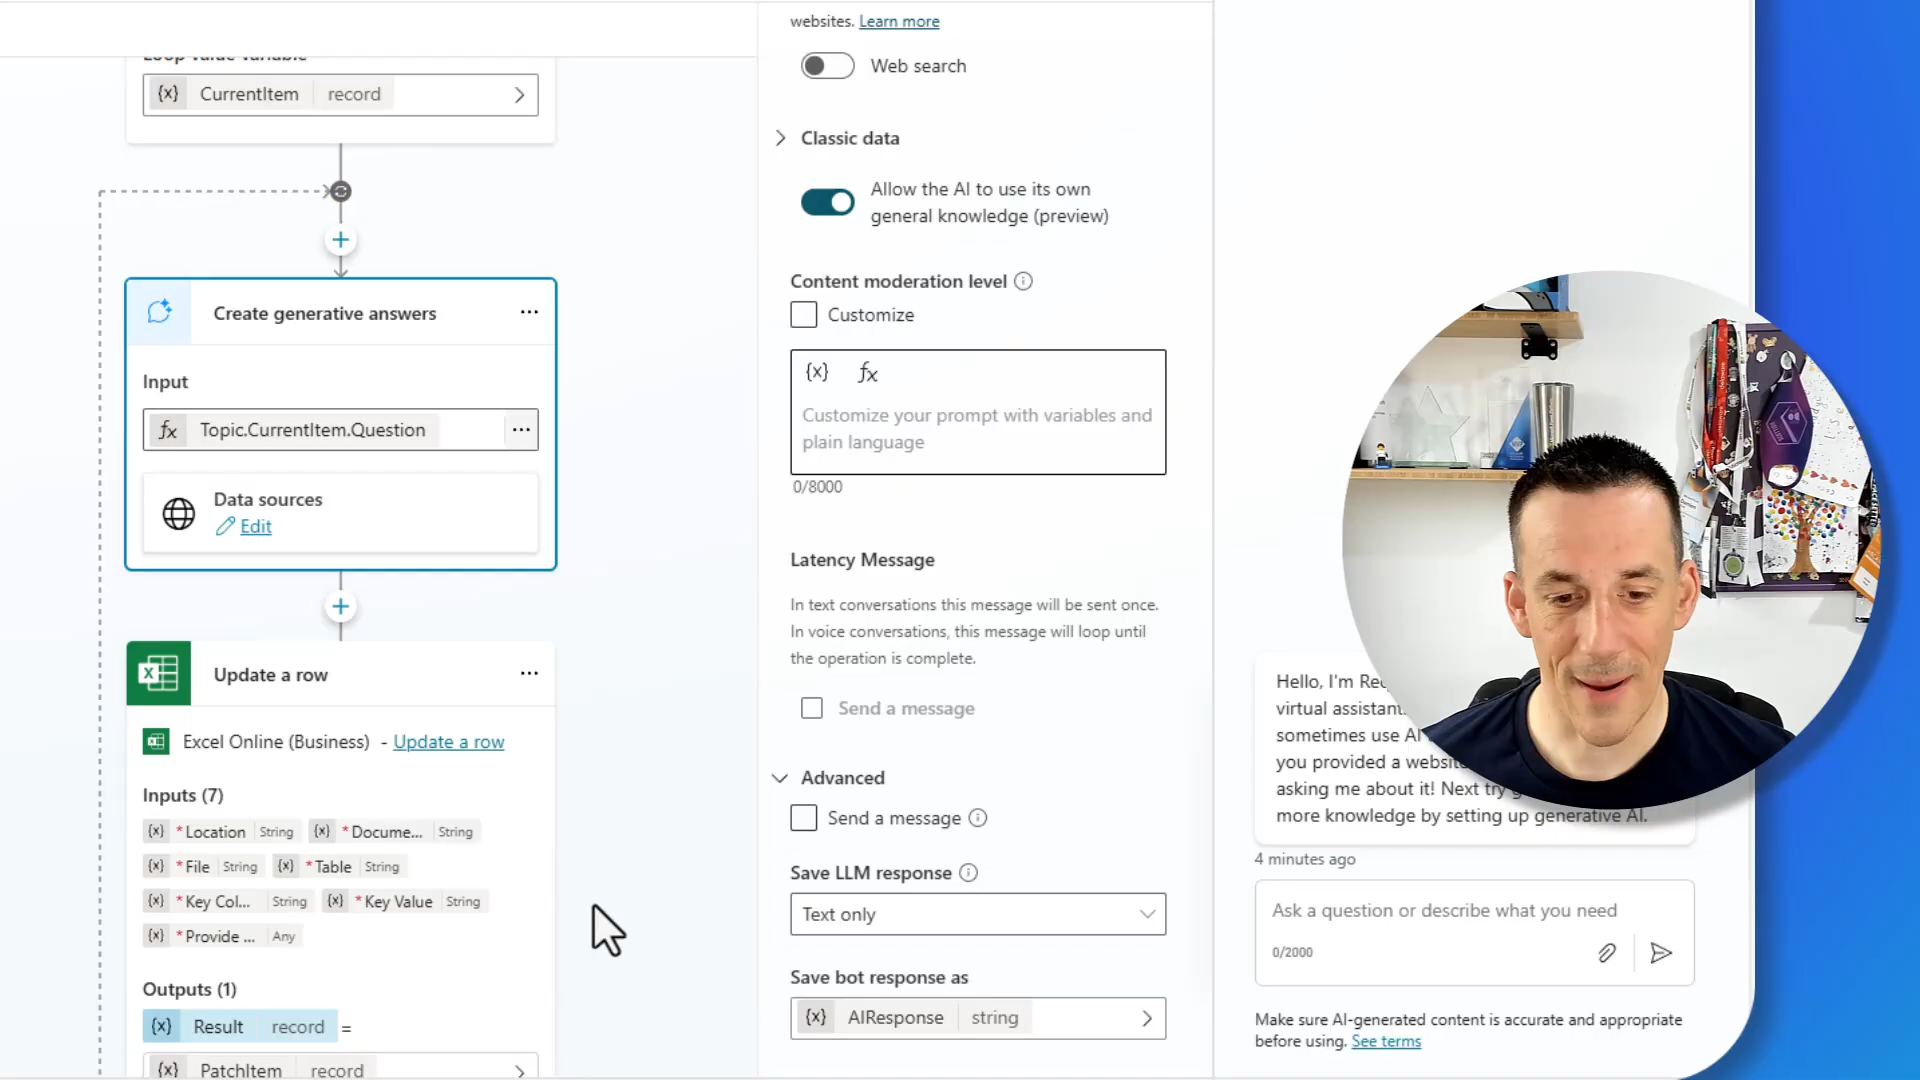 CurrentItem record
Create generative answers
Input
fx Topic.CurrentItem.Question
Data sources
Edit
Update a row
Excel Online (Business) - Update a row
Inputs (7)
{x} *Location String {x} *Docume... String
{x} *File String {x} *Table String
{x} *Key Col... String {x} *Key Value String
{x} *Provide ... Any
Outputs (1)
{x} Result record =
{x} PatchItem record
websites. Learn more
Web search
Classic data
Allow the AI to use its own
general knowledge (preview)
Content moderation level
Customize
{x} fx
Customize your prompt with variables and
plain language
0/8000
Latency Message
In text conversations this message will be sent once.
In voice conversations, this message will loop until
the operation is complete.
Send a message
Advanced
Send a message
Save LLM response
Text only
Save bot response as
{x} AIResponse string
Hello, I'm
virtual assistant.
sometimes use AI
you provided a
asking me about it! Next try
more knowledge by setting up generative AI.
4 minutes ago
Ask a question or describe what you need
0/2000
Make sure AI-generated content is accurate and appropriate
before using. See terms